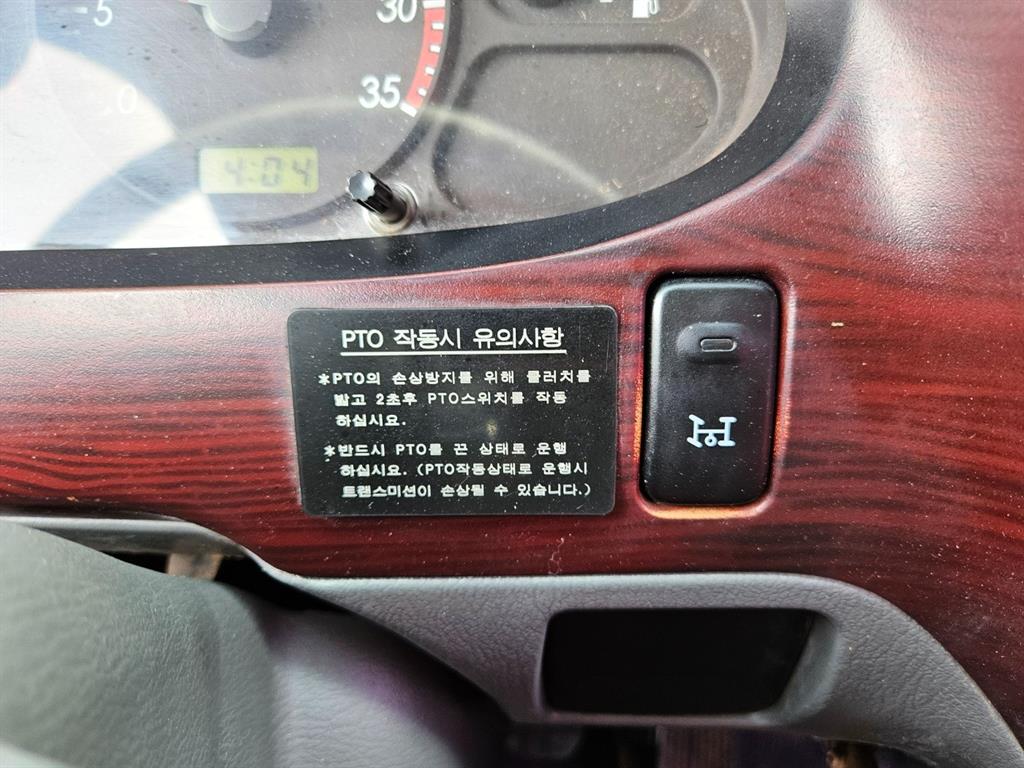 -5
30
35
4:04
PTO 작동시 유의사항
*PTO의 손상방지를 위해 클러치를
밟고 2초후 PTO스위치를 작동
하십시요.
*반드시 PTO를 끈 상태로 운행
하십시요. (PTO작동상태로 운행시
트랜스미션이 손상될 수 있습니다.)